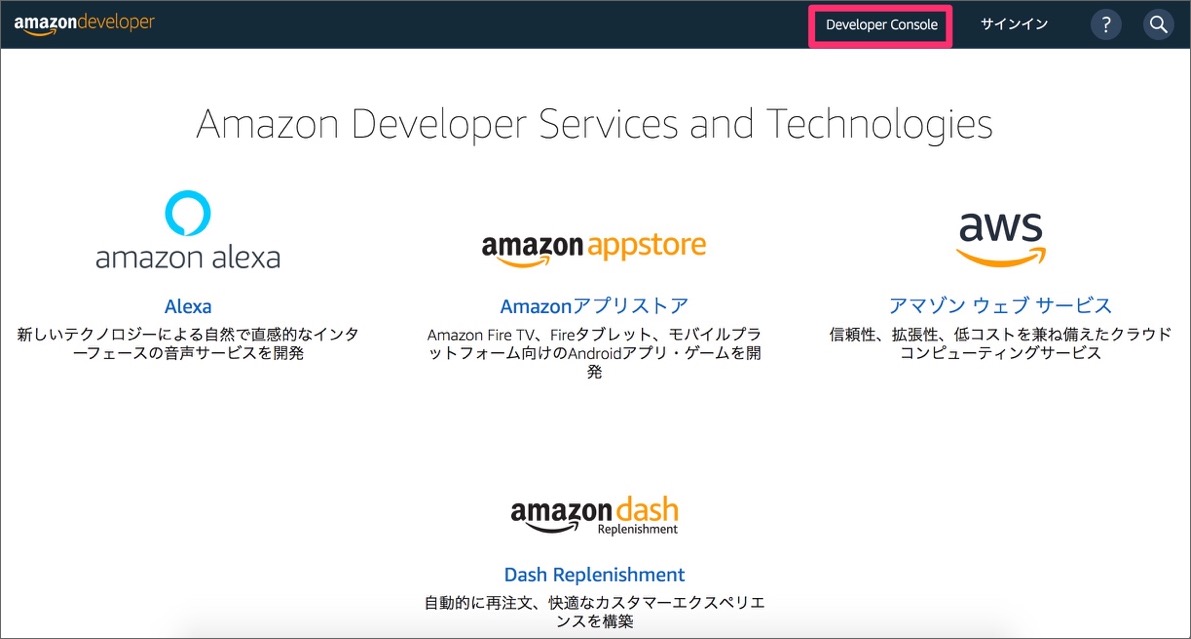 amazondeveloper
Developer Console
サインイン
?
Amazon Developer Services and Technologies
amazon alexa
Alexa
新しいテクノロジーによる自然で直感的なインタ
ーフェースの音声サービスを開発
amazon appstore
Amazonアプリストア
Amazon Fire TV、Fireタブレット、モバイルプラ
ットフォーム向けのAndroidアプリ・ゲームを開
発
aws
アマゾン ウェブ サービス
信頼性、拡張性、低コストを兼ね備えたクラウド
コンピューティングサービス
amazon dash
Replenishment
Dash Replenishment
自動的に再注文、快適なカスタマーエクスペリエ
ンスを構築